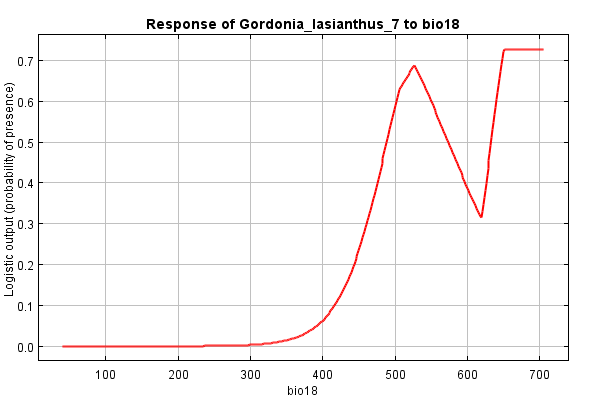 Response of Gordonia_lasianthus_7 to bio18
Logistic output (probability of presence)
0.7
0.6
0.5
0.4
0.3
0.2
0.1
0.0
100 200 300 400 500 600 700
bio18